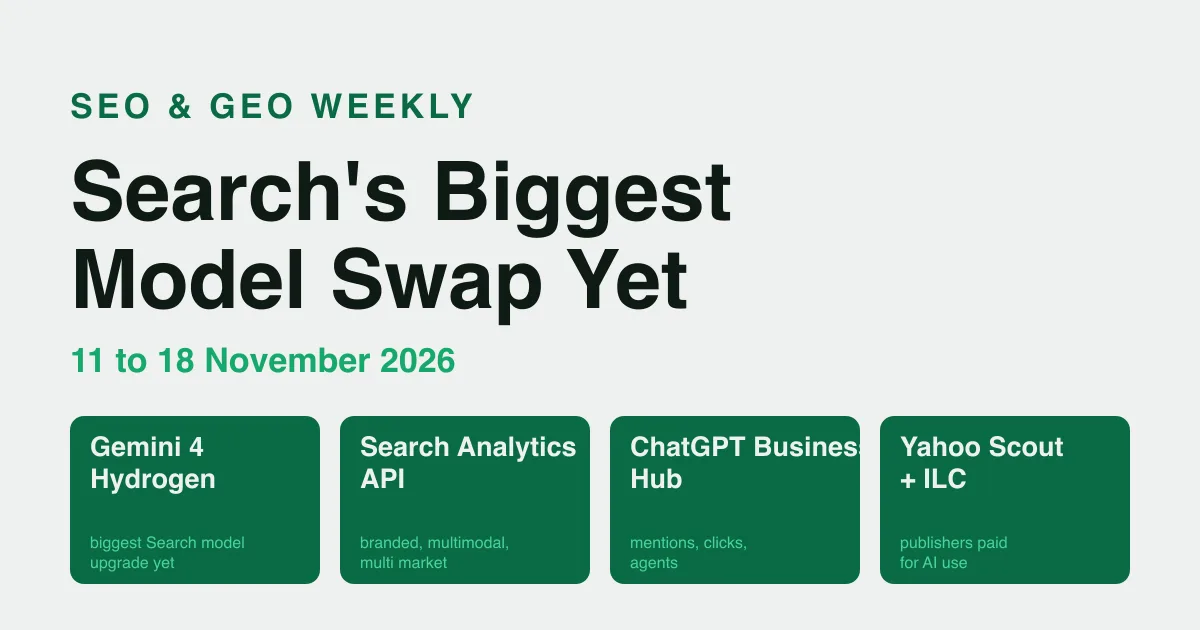 SEO & GEO WEEKLY
Search's Biggest
Model Swap Yet
11 to 18 November 2026
Gemini 4
Hydrogen
biggest Search model
upgrade yet
Search Analytics
API
branded, multimodal,
multi market
ChatGPT Business
Hub
mentions, clicks,
agents
Yahoo Scout
+ ILC
publishers paid
for AI use